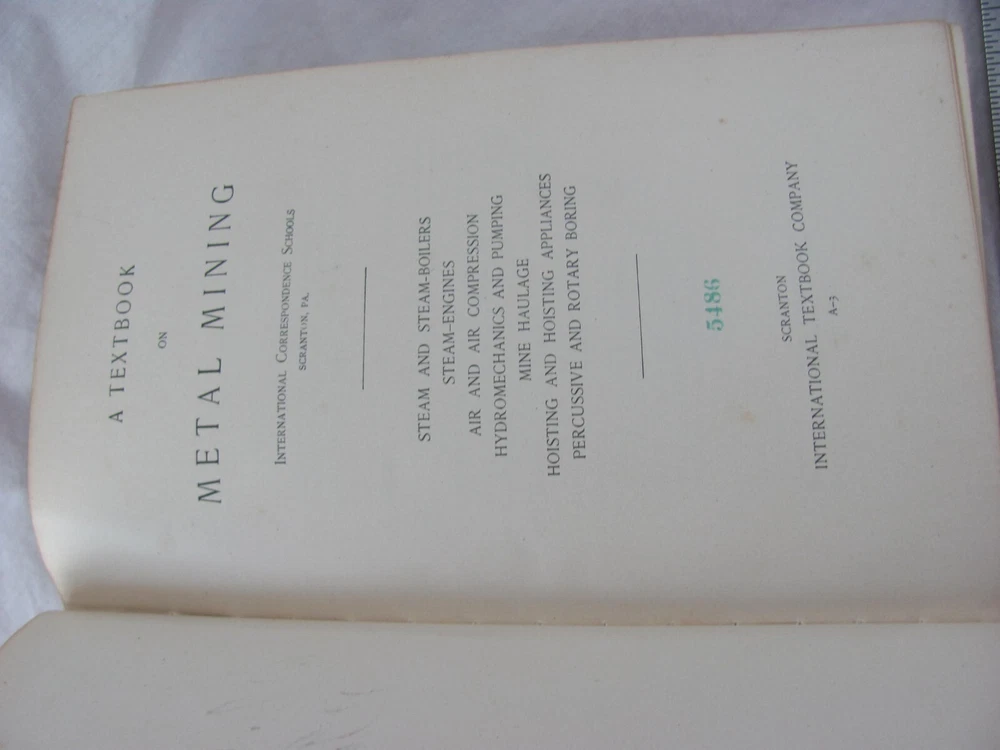 A TEXTBOOK
ON
METAL MINING
INTERNATIONAL CORRESPONDENCE SCHOOLS
SCRANTON, PA.
STEAM AND STEAM-BOILERS
STEAM-ENGINES
AIR AND AIR COMPRESSION
HYDROMECHANICS AND PUMPING
MINE HAULAGE
HOISTING AND HOISTING APPLIANCES
PERCUSSIVE AND ROTARY BORING
5486
SCRANTON
INTERNATIONAL TEXTBOOK COMPANY
A-3